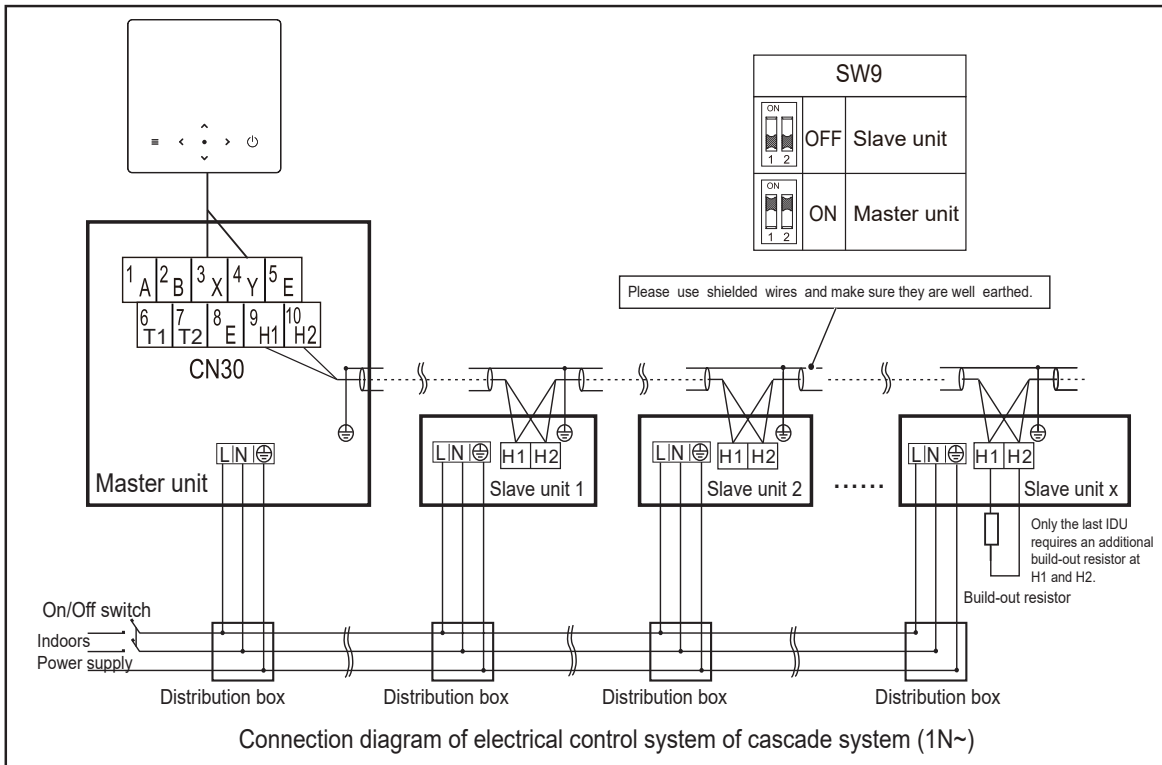 SW9
ON
1 2
OFF
Slave unit
ON
1 2
ON
Master unit
1 A 2 B 3 X 4 Y 5 E
6 T1 7 T2 8 E 9 H1 10 H2
CN30
Please use shielded wires and make sure they are well earthed.
L N
Master unit
L N
H1 H2
Slave unit 1
L N
H1 H2
Slave unit 2
......
L N
H1 H2
Slave unit x
Only the last IDU
requires an additional
build-out resistor at
H1 and H2.
Build-out resistor
On/Off switch
Indoors
Power supply
Distribution box
Distribution box
Distribution box
Distribution box
Connection diagram of electrical control system of cascade system (1N~)